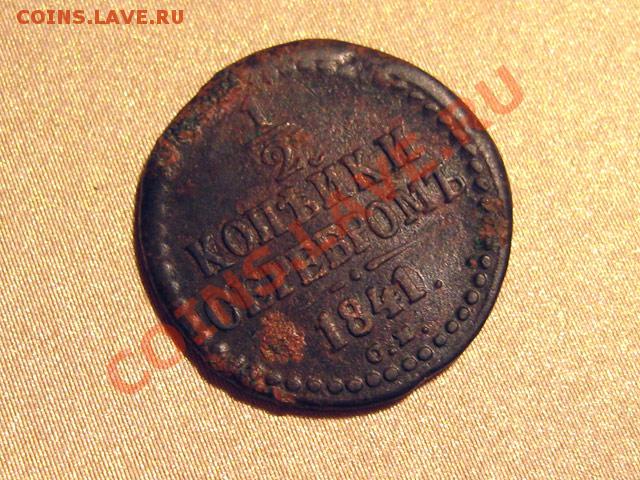 COINS.LAVE.RU
1/2
КОПѢЙКИ
СЕРЕБРОМЪ
1841.
COINS.LAVE.RU